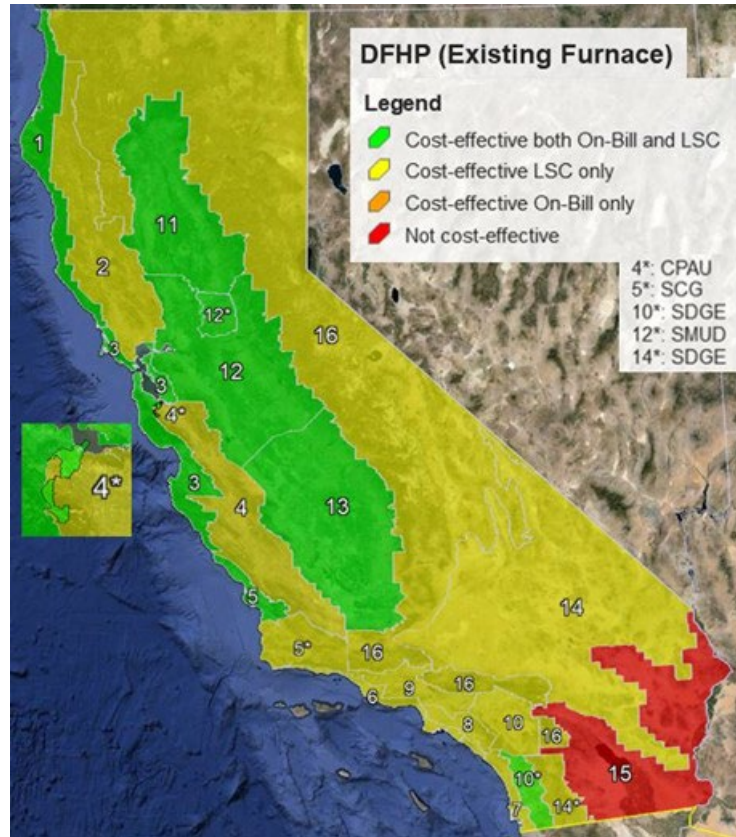 DFHP (Existing Furnace)
Legend
Cost-effective both On-Bill and LSC
Cost-effective LSC only
Cost-effective On-Bill only
Not cost-effective
4*: CPAU
5*: SCG
10*: SDGE
12*: SMUD
14*: SDGE
1
11
2
12*
16
3
12
3
4*
4*
3
4
13
5
14
5*
16
16
9
6
8
10
16
15
10*
7
14*